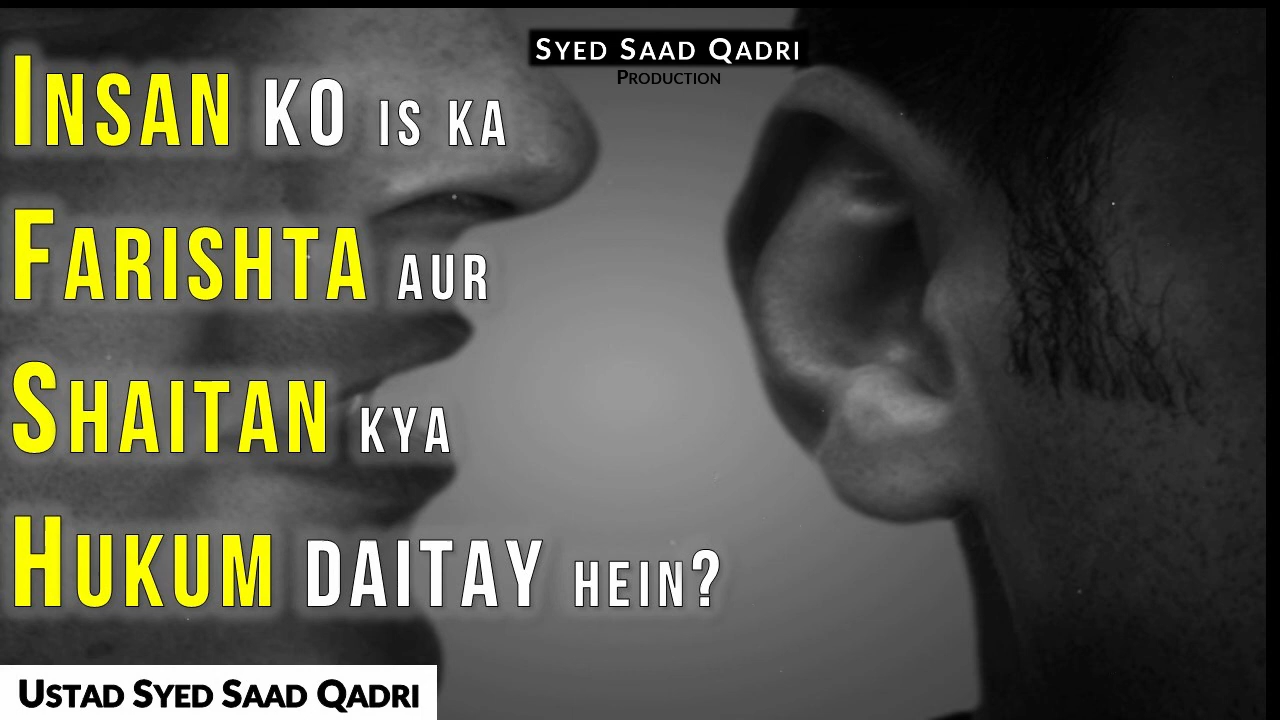 SYED SAAD QADRI
PRODUCTION
INSAN KO IS KA
FARISHTA AUR
SHAITAN KYA
HUKUM DAITAY HEIN?
USTAD SYED SAAD QADRI